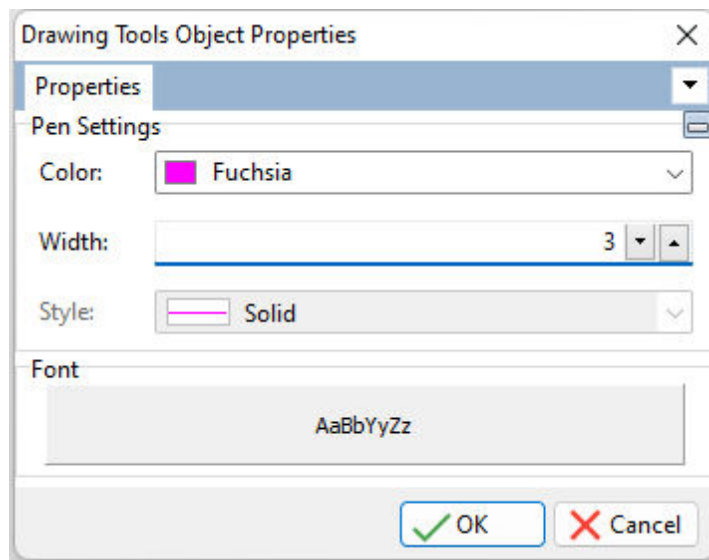 Drawing Tools Object Properties
Properties
Pen Settings
Color: Fuchsia
Width: 3
Style: Solid
Font
AaBbYyZz
OK Cancel